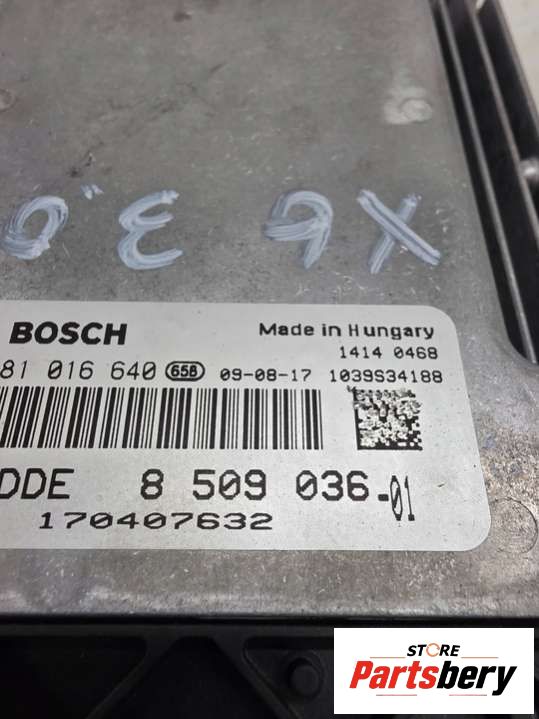 X6 3.0
BOSCH
Made in Hungary
1414 0468
81 016 640 658 09-08-17 1039S34188
DDE 8 509 036-01
170407632
STORE
Partsbery